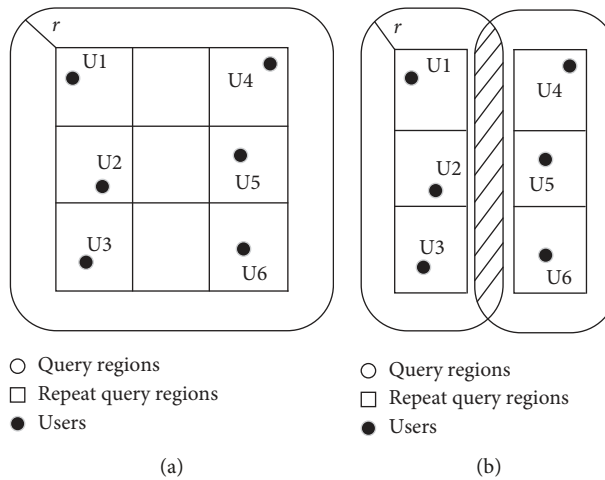 r
U1
U4
U2
U5
U3
U6
Query regions
Repeat query regions
Users
(a)
r
U1
U4
U2
U5
U3
U6
Query regions
Repeat query regions
Users
(b)